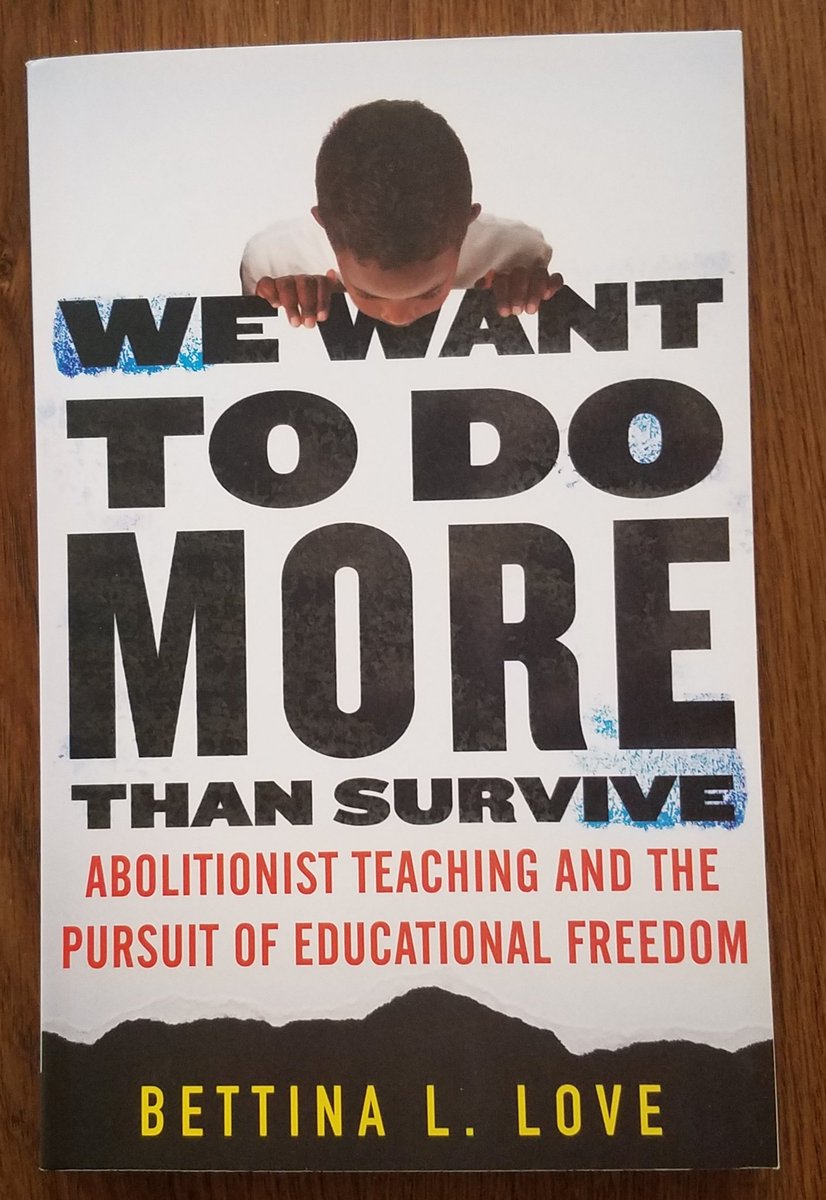 WE WANT
TO DO
MORE
THAN SURVIVE
ABOLITIONIST TEACHING AND THE
PURSUIT OF EDUCATIONAL FREEDOM
BETTINA L. LOVE